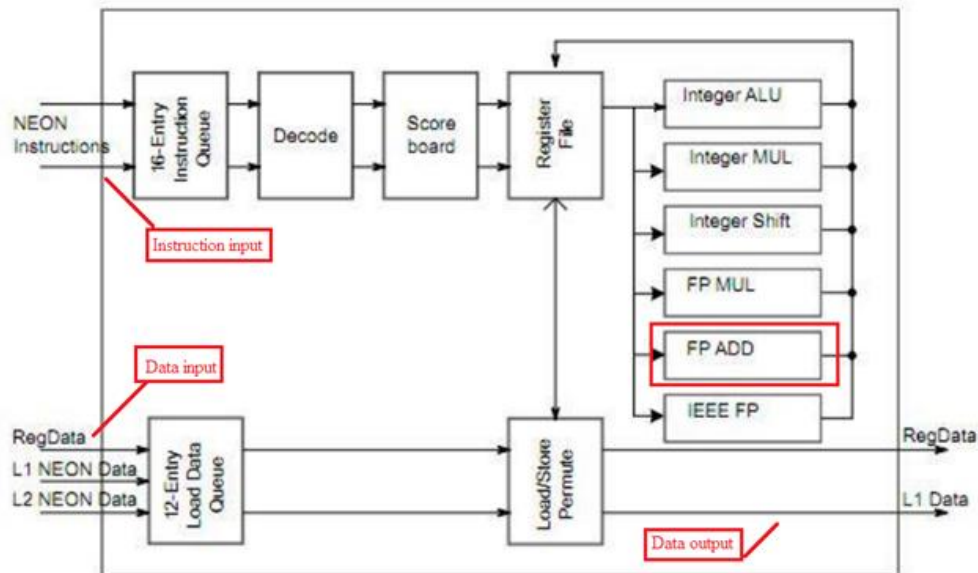 NEON
Instructions
16-Entry
Instruction
Queue
Decode
Score
board
Register
File
Integer ALU
Integer MUL
Integer Shift
FP MUL
FP ADD
IEEE FP
Instruction input
Data input
RegData
L1 NEON Data
L2 NEON Data
12-Entry
Load Data
Queue
Load/Store
Permute
RegData
L1 Data
Data output